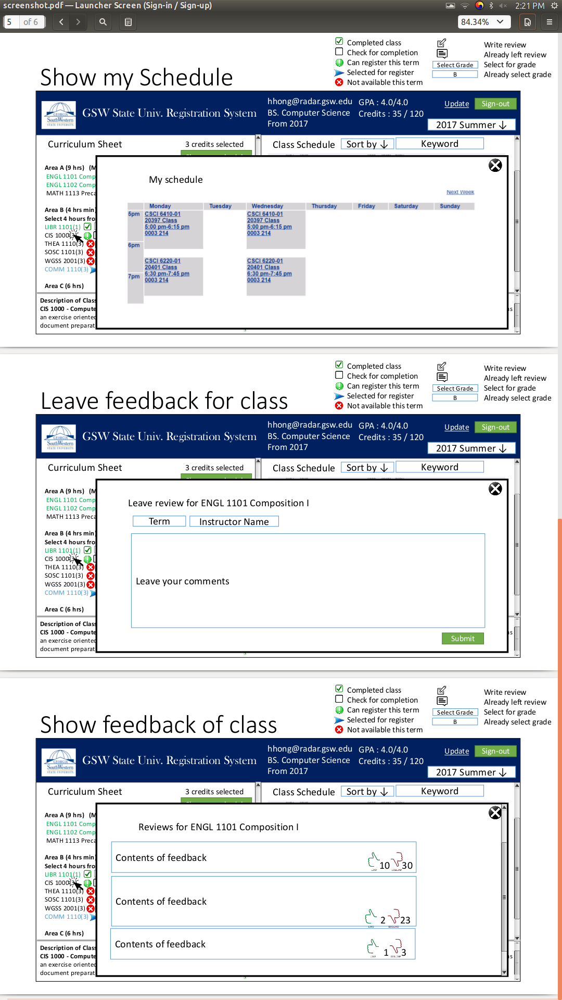 screenshot.pdf — Launcher Screen (Sign-in / Sign-up)
2:21 PM
5 of 6
84.34%
Completed class
Check for completion
Can register this term
Selected for register
Not available this term
Write review
Already left review
Select Grade Select for grade
B Already select grade
Show my Schedule
GEORGIA
SouthWestern
STATE UNIVERSITY
GSW State Univ. Registration System
hhong@radar.gsw.edu
BS. Computer Science
From 2017
GPA : 4.0/4.0
Credits : 35 / 120
Update
Sign-out
2017 Summer ↓
Curriculum Sheet
3 credits selected
Class Schedule
Sort by ↓
Keyword
Area A (9 hrs) (M
ENGL 1101 Comp
ENGL 1102 Comp
MATH 1113 Preca
Area B (4 hrs min)
Select 4 hours fro
LIBR 1101(1)
CIS 1000(3)
THEA 1110(3)
SOSC 1101(3)
WGSS 2001(3)
COMM 1110(3)
Area C (6 hrs)
Description of Class
CIS 1000 - Compute
an exercise oriented
document preparat
My schedule
Next Week
Monday Tuesday Wednesday Thursday Friday Saturday Sunday
5pm
6pm
7pm
CSCI 6410-01
20397 Class
5:00 pm-6:15 pm
0003 214
CSCI 6410-01
20397 Class
5:00 pm-6:15 pm
0003 214
CSCI 6220-01
20401 Class
6:30 pm-7:45 pm
0003 214
CSCI 6220-01
20401 Class
6:30 pm-7:45 pm
0003 214
Completed class
Check for completion
Can register this term
Selected for register
Not available this term
Write review
Already left review
Select Grade Select for grade
B Already select grade
Leave feedback for class
GEORGIA
SouthWestern
STATE UNIVERSITY
GSW State Univ. Registration System
hhong@radar.gsw.edu
BS. Computer Science
From 2017
GPA : 4.0/4.0
Credits : 35 / 120
Update
Sign-out
2017 Summer ↓
Curriculum Sheet
3 credits selected
Class Schedule
Sort by ↓
Keyword
Area A (9 hrs) (M
ENGL 1101 Comp
ENGL 1102 Comp
MATH 1113 Preca
Area B (4 hrs min)
Select 4 hours fro
LIBR 1101(1)
CIS 1000(3)
THEA 1110(3)
SOSC 1101(3)
WGSS 2001(3)
COMM 1110(3)
Area C (6 hrs)
Description of Class
CIS 1000 - Compute
an exercise oriented
document preparat
Leave review for ENGL 1101 Composition I
Term
Instructor Name
Leave your comments
Submit
Completed class
Check for completion
Can register this term
Selected for register
Not available this term
Write review
Already left review
Select Grade Select for grade
B Already select grade
Show feedback of class
GEORGIA
SouthWestern
STATE UNIVERSITY
GSW State Univ. Registration System
hhong@radar.gsw.edu
BS. Computer Science
From 2017
GPA : 4.0/4.0
Credits : 35 / 120
Update
Sign-out
2017 Summer ↓
Curriculum Sheet
3 credits selected
Class Schedule
Sort by ↓
Keyword
Area A (9 hrs) (M
ENGL 1101 Comp
ENGL 1102 Comp
MATH 1113 Preca
Area B (4 hrs min)
Select 4 hours fro
LIBR 1101(1)
CIS 1000(3)
THEA 1110(3)
SOSC 1101(3)
WGSS 2001(3)
COMM 1110(3)
Area C (6 hrs)
Description of Class
CIS 1000 - Compute
an exercise oriented
document preparat
Reviews for ENGL 1101 Composition I
Contents of feedback
LIKE 10 DISLIKE 30
Contents of feedback
LIKE 2 DISLIKE 23
Contents of feedback
LIKE 1 DISLIKE 3